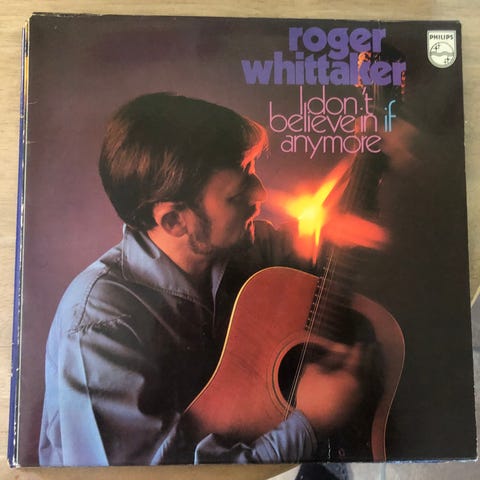 roger
whittaker
I don't
believe in if
anymore
PHILIPS